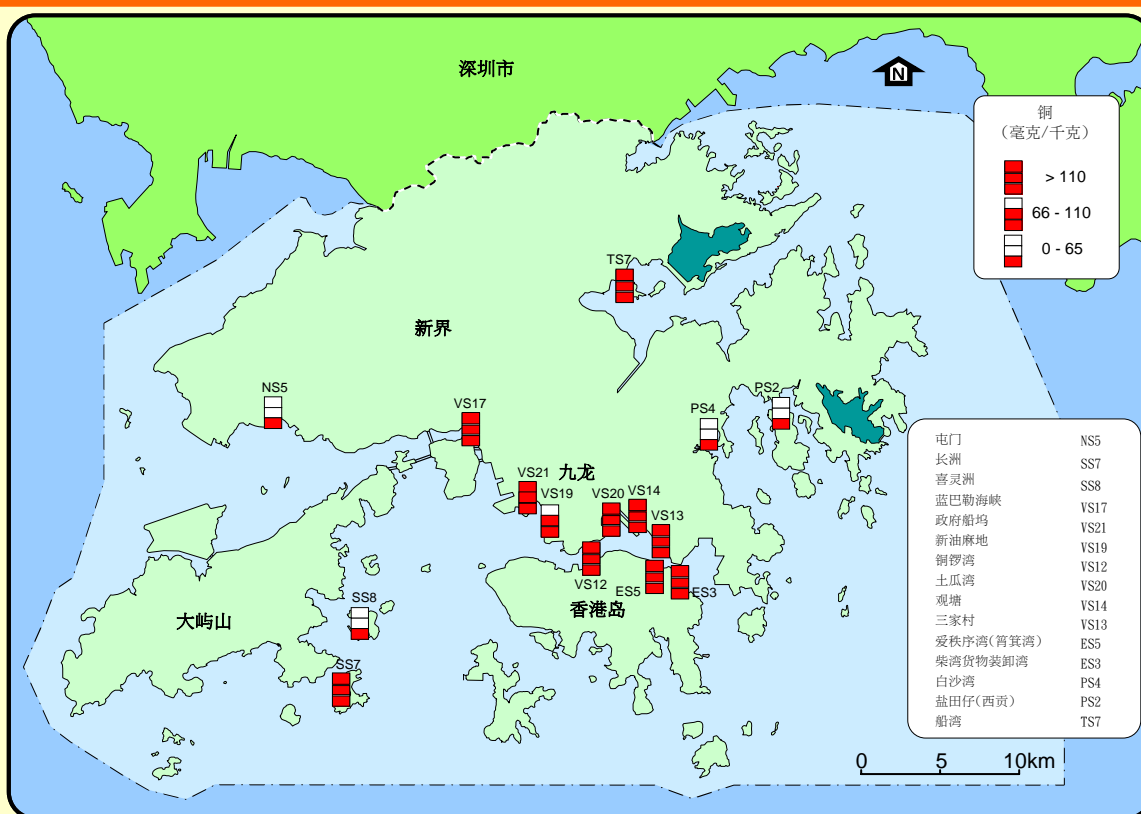 深圳市
N
铜
(毫克/千克)
> 110
66 - 110
0 - 65
TS7
新界
NS5
VS17
PS4
PS2
九龙
VS21
VS19
VS20
VS14
VS13
VS12
ES5
ES3
香港岛
大屿山
SS8
SS7
屯门 NS5
长洲 SS7
喜灵洲 SS8
蓝巴勒海峡 VS17
政府船坞 VS21
新油麻地 VS19
铜锣湾 VS12
土瓜湾 VS20
观塘 VS14
三家村 VS13
爱秩序湾(筲箕湾) ES5
柴湾货物装卸湾 ES3
白沙湾 PS4
盐田仔(西贡) PS2
船湾 TS7
0 5 10km